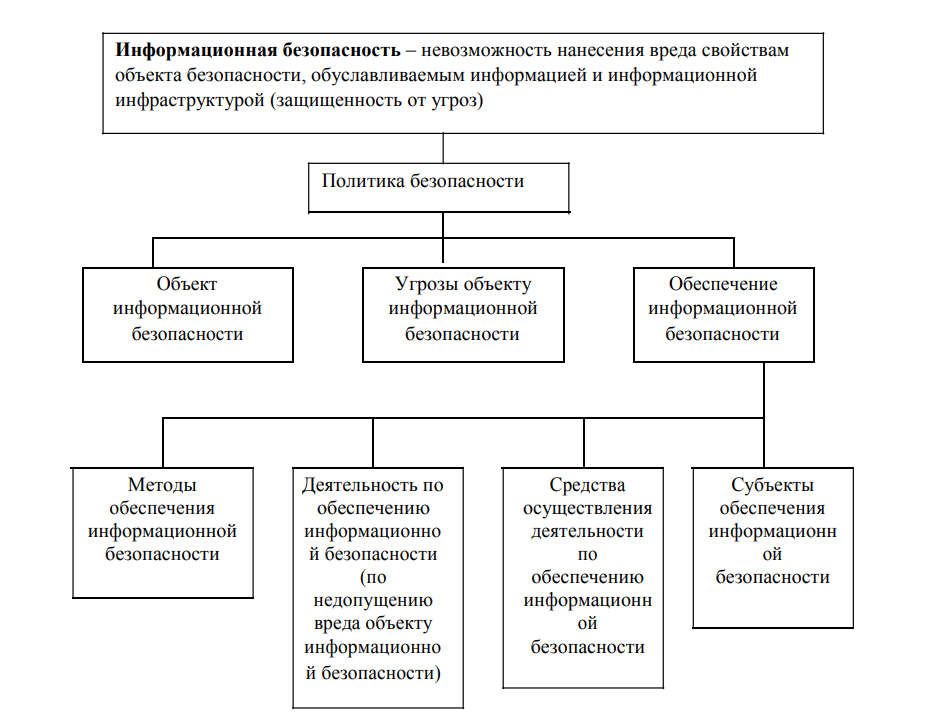 Информационная безопасность – невозможность нанесения вреда свойствам
объекта безопасности, обуславливаемым информацией и информационной
инфраструктурой (защищенность от угроз)
Политика безопасности
Объект
информационной
безопасности
Угрозы объекту
информационной
безопасности
Обеспечение
информационной
безопасности
Методы
обеспечения
информационной
безопасности
Деятельность по
обеспечению
информационно
й безопасности
(по
недопущению
вреда объекту
информационно
й безопасности)
Средства
осуществления
деятельности
по
обеспечению
информационн
ой
безопасности
Субъекты
обеспечения
информационн
ой
безопасности